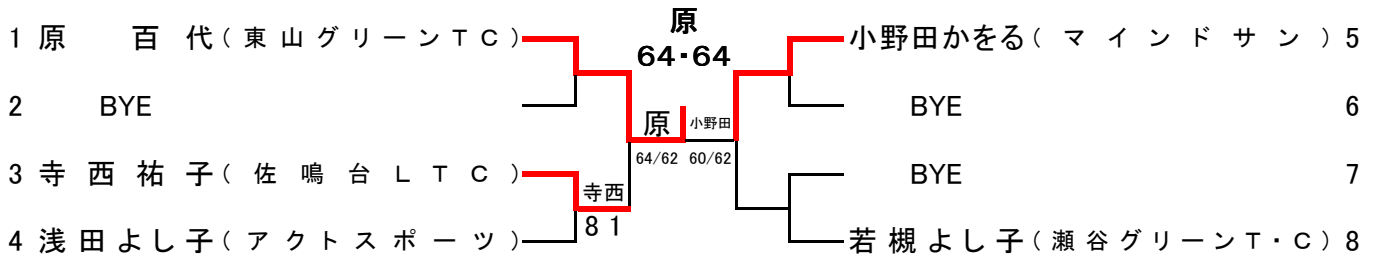 原
64・64
1 原 百 代(東山グリーンTC)
小野田かをる(マインドサン) 5
2 BYE
BYE 6
原 小野田
64/62 60/62
3 寺西祐子(佐鳴台LTC)
BYE 7
寺西
81
4 浅田よし子(アクトスポーツ)
若槻よし子(瀬谷グリーンT・C) 8